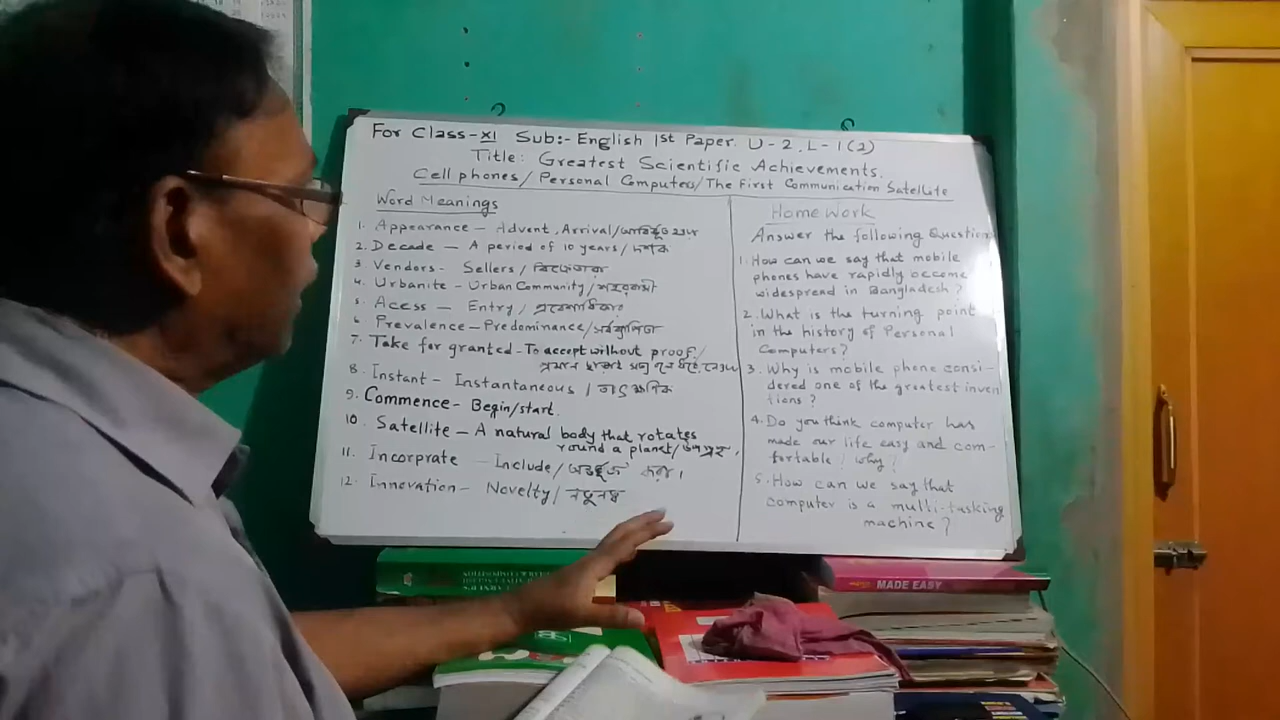 For Class-XI Sub:- English 1st Paper. U-2, L-1(2)
Title: Greatest Scientific Achievements.
Cell phones/Personal Computers/The First Communication Satellite
Word Meanings
1. Appearance - Advent, Arrival/
2. Decade - A period of 10 years/দশক
3. Vendors- Sellers/বিক্রেতারা
4. Urbanite - Urban Community/শহরবাসী
5. Acess - Entry/প্রবেশাধিকার
6 Prevalence-Predominance/
7. Take for granted-To accept without proof./
8. Instant - Instantaneous / তাৎক্ষণিক
9. Commence- Begin/start.
10. Satellite - A natural body that rotates
round a planet/উপগ্রহ,
11. Incorprate - Include/অন্তর্ভূক্ত করা।
12. Innovation- Novelty/নতুনত্ব
Home Work
Answer the following Question
1. How can we say that mobile
phones have rapidly become
widespread in Bangladesh?
2. What is the turning point
in the history of Personal
Computers?
3. Why is mobile phone consi-
dered one of the greatest inven
tions?
4. Do you think computer has
made our life easy and com-
fortable? Why?
5. How can we say that
computer is a multi-tasking
machine?
MADE EASY